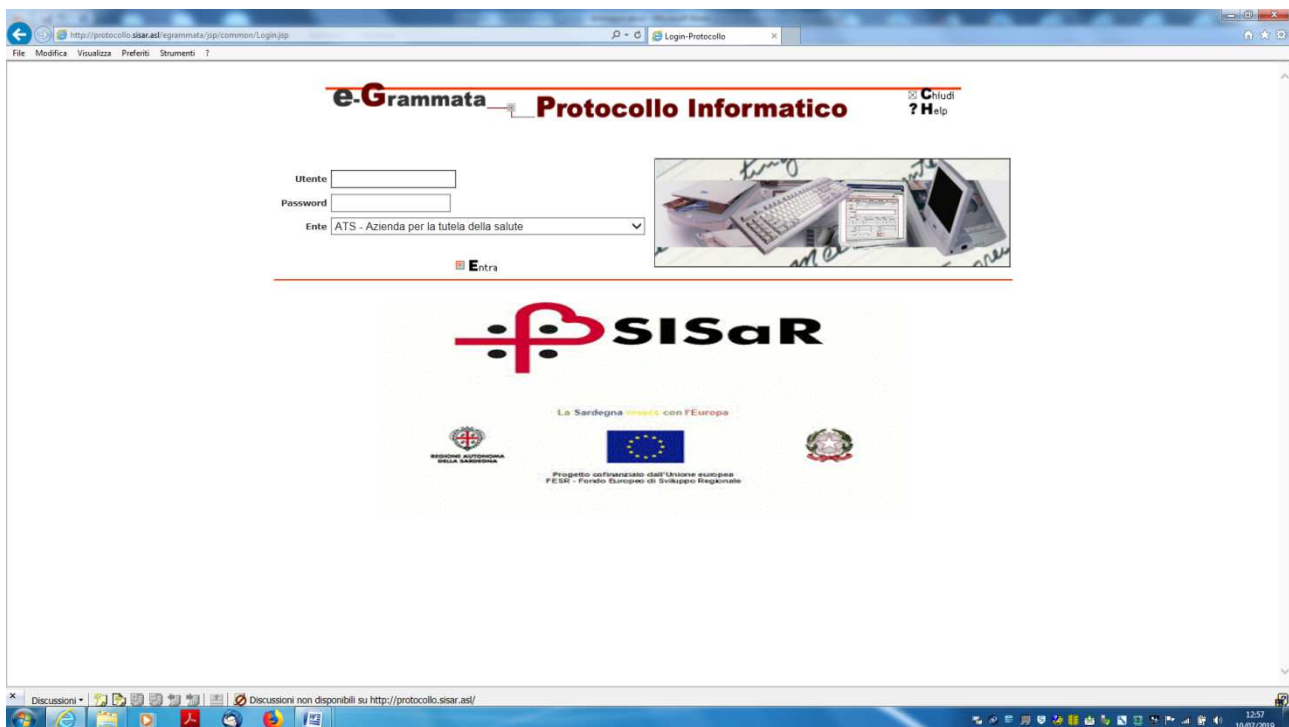 http://protocollo.sisar.asl/egrammata/jsp/common/Login.jsp
Login-Protocollo
File Modifica Visualizza Preferiti Strumenti ?
e-Grammata
Protocollo Informatico
Chiudi
? Help
Utente
Password
Ente ATS - Azienda per la tutela della salute
Entra
SISaR
La Sardegna cresce con l'Europa
REGIONE AUTONOMA
DELLA SARDEGNA
Progetto cofinanziato dall'Unione europea
FESR - Fondo Europeo di Sviluppo Regionale
Discussioni
Discussioni non disponibili su http://protocollo.sisar.asl/
12:57
10/07/2019